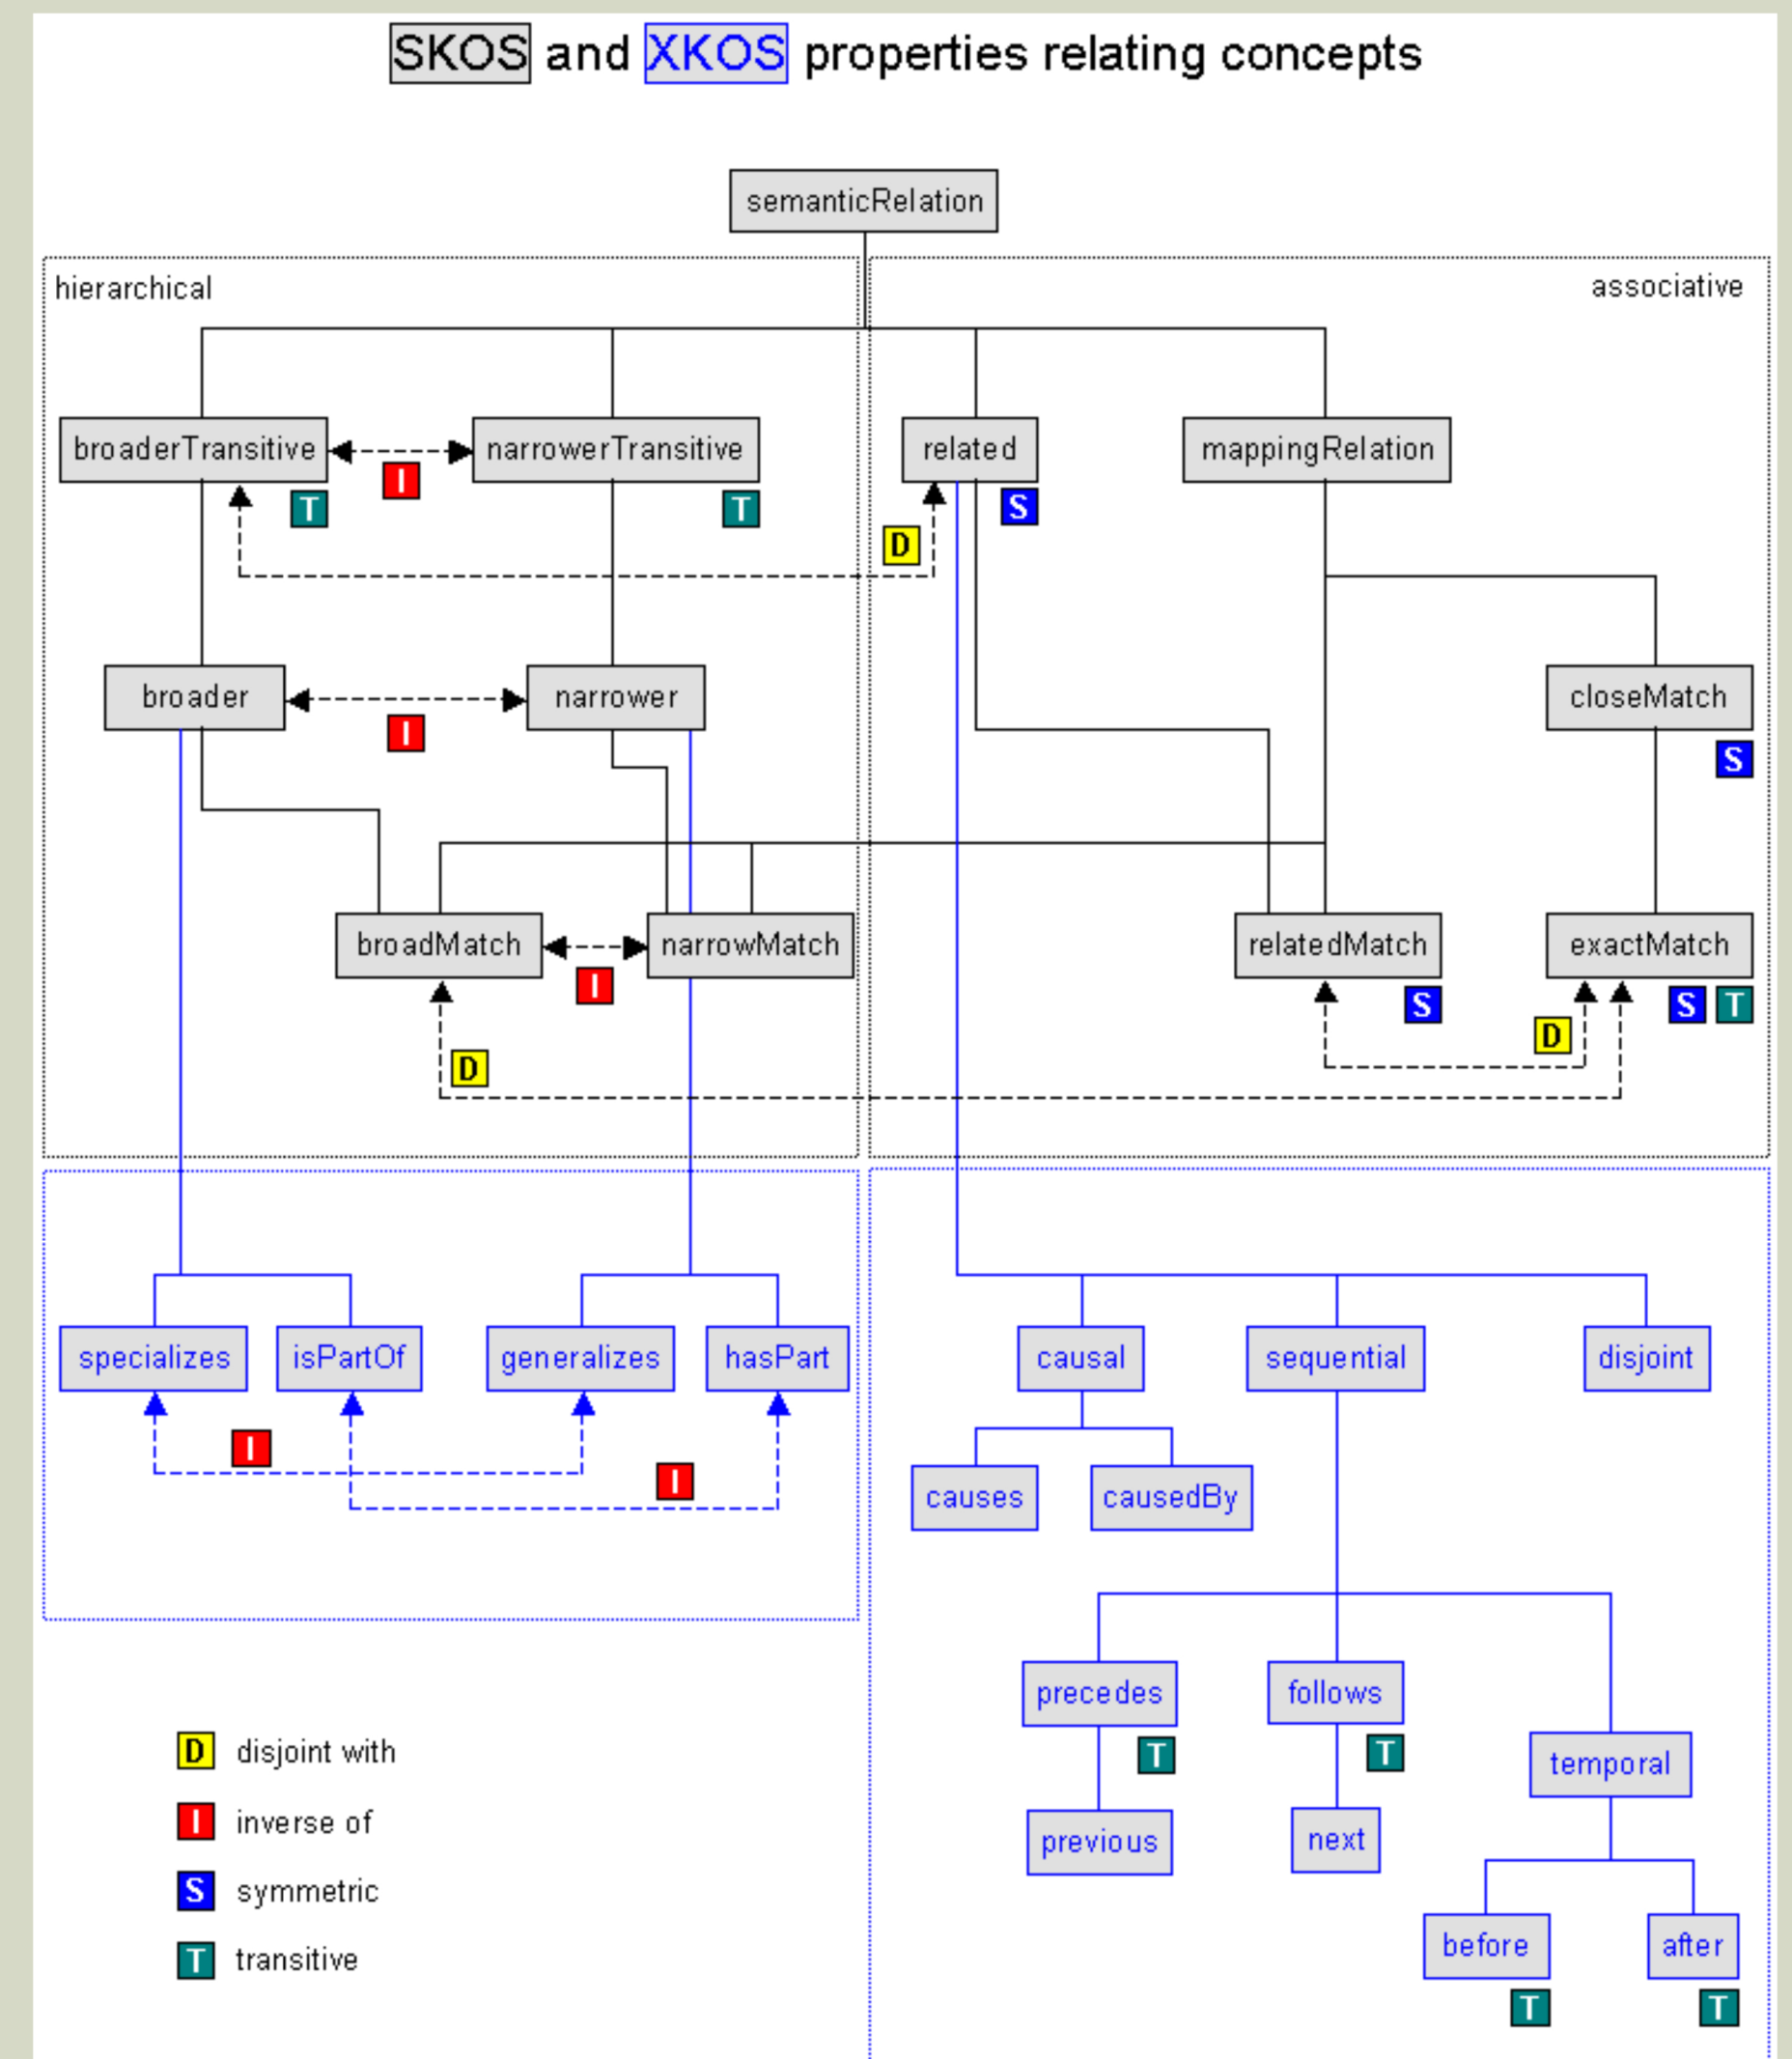 SKOS and XKOS properties relating concepts
semanticRelation
hierarchical
associative
broaderTransitive
narrowerTransitive
related
mappingRelation
I
T
T
S
D
broader
narrower
closeMatch
I
S
broadMatch
narrowMatch
relatedMatch
exactMatch
I
S
S
T
D
D
specializes
isPartOf
generalizes
hasPart
causal
sequential
disjoint
I
I
causes
causedBy
precedes
follows
T
T
temporal
previous
next
before
after
T
T
D disjoint with
I inverse of
S symmetric
T transitive